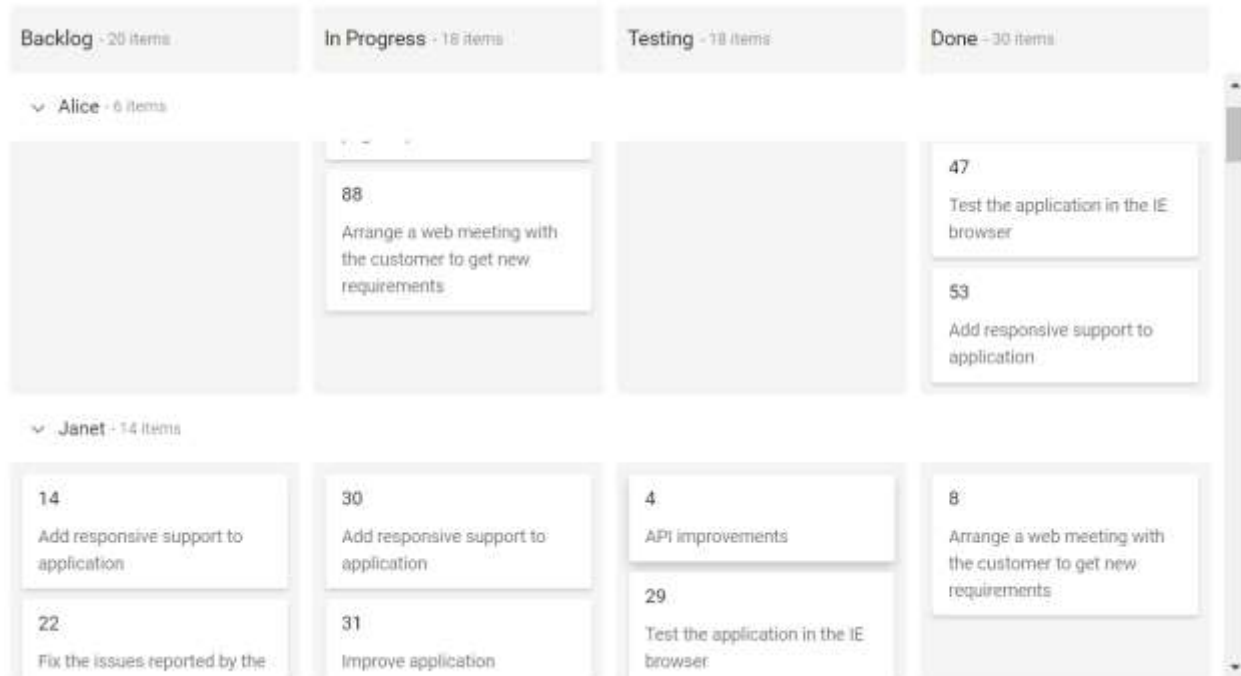 Backlog - 20 items
In Progress - 18 items
Testing - 18 items
Done - 30 items
Alice - 6 items
88
Arrange a web meeting with
the customer to get new
requirements
47
Test the application in the IE
browser
53
Add responsive support to
application
Janet - 14 items
14
Add responsive support to
application
22
Fix the issues reported by the
30
Add responsive support to
application
31
Improve application
4
API improvements
29
Test the application in the IE
browser
8
Arrange a web meeting with
the customer to get new
requirements